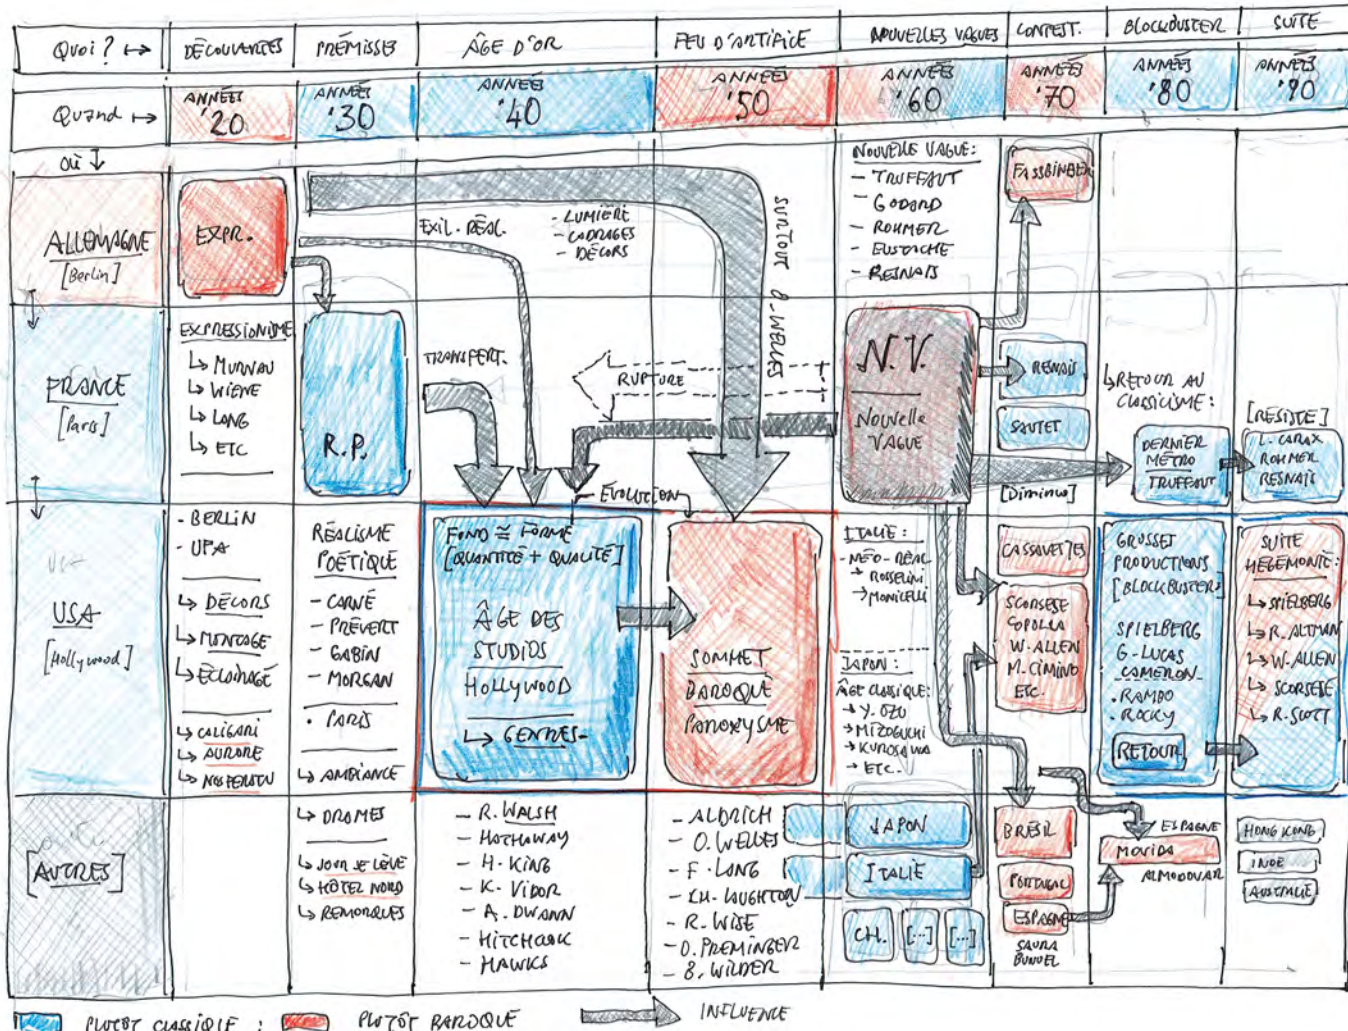 QUOI ? ↦
DÉCOUVERTES
PRÉMISSES
ÂGE D'OR
FEU D'ARTIFICE
NOUVELLES VAGUES
CONTEST.
BLOCKBUSTER
SUITE
Quand ↦
ANNÉES '20
ANNÉES '30
ANNÉES '40
ANNÉES '50
ANNÉES '60
ANNÉES '70
ANNÉES '80
ANNÉES '90
OÙ ↓
ALLEMAGNE
[Berlin]
EXPR.
EXIL. RÉAL.
- LUMIÈRE
- CADRAGES
- DÉCORS
SURTOUT O. WELLES
NOUVELLE VAGUE:
- TRUFFAUT
- GODARD
- ROHMER
- EUSTACHE
- RESNAIS
FASSBINDER
FRANCE
[Paris]
EXPRESSIONISME
↳ MURNAU
↳ WIENE
↳ LANG
↳ ETC
R.P.
TRANSFERT.
RUPTURE
ÉVOLUTION
N.V.
Nouvelle
VAGUE
RESNAIS
SAUTET
[Diminue]
↳ RETOUR AU
CLASSICISME:
DERNIER
MÉTRO
TRUFFAUT
[RÉSISTE]
L. CARAX
ROHMER
RESNAIS
USA
USA
[Hollywood]
- BERLIN
- UFA
↳ DÉCORS
↳ MONTAGE
↳ ÉCLAIRAGE
↳ CALIGARI
↳ AURORE
↳ NOSFERATU
RÉALISME
POÉTIQUE
- CARNÉ
- PRÉVERT
- GABIN
- MORGAN
• PARIS
↳ AMBIANCE
↳ DRAMES
↳ JOUR SE LÈVE
↳ HÔTEL NORD
↳ REMORQUES
FOND ≅ FORME
[QUANTITÉ + QUALITÉ]
ÂGE DES
STUDIOS
HOLLYWOOD
↳ GENRES-
SOMMET
BAROQUE
PAROXYSME
ITALIE:
- NÉO-RÉAL
→ ROSSELINI
→ MONICELLI
JAPON:
ÂGE CLASSIQUE:
→ Y. OZU
→ MIZOGUCHI
→ KUROSAWA
→ ETC.
CASSAVETES
SCORSESE
COPOLLA
W. ALLEN
M. CIMINO
ETC.
GROSSES
PRODUCTIONS
[BLOCKBUSTERS]
SPIELBERG
G. LUCAS
CAMERON
• RAMBO
• ROCKY
RETOUR
SUITE
HÉGÉMONIE:
↳ SPIELBERG
↳ R. ALTMAN
↳ W. ALLEN
↳ SCORSESE
↳ R. SCOTT
[AUTRES]
- R. WALSH
- HATHAWAY
- H. KING
- K. VIDOR
- A. DWANN
- HITCHCOCK
- HAWKS
- ALDRICH
- O. WELLES
- F. LANG
- CH. LAUGHTON
- R. WISE
- O. PREMINGER
- B. WILDER
JAPON
ITALIE
CH.
[...]
[...]
BRÉSIL
PORTUGAL
ESPAGNE
SAURA
BUNUEL
ESPAGNE
MOVIDA
ALMODOVAR
HONG KONG
INDE
[AUSTRALIE]
PLUTÔT CLASSIQUE :
PLUTÔT BAROQUE
INFLUENCE